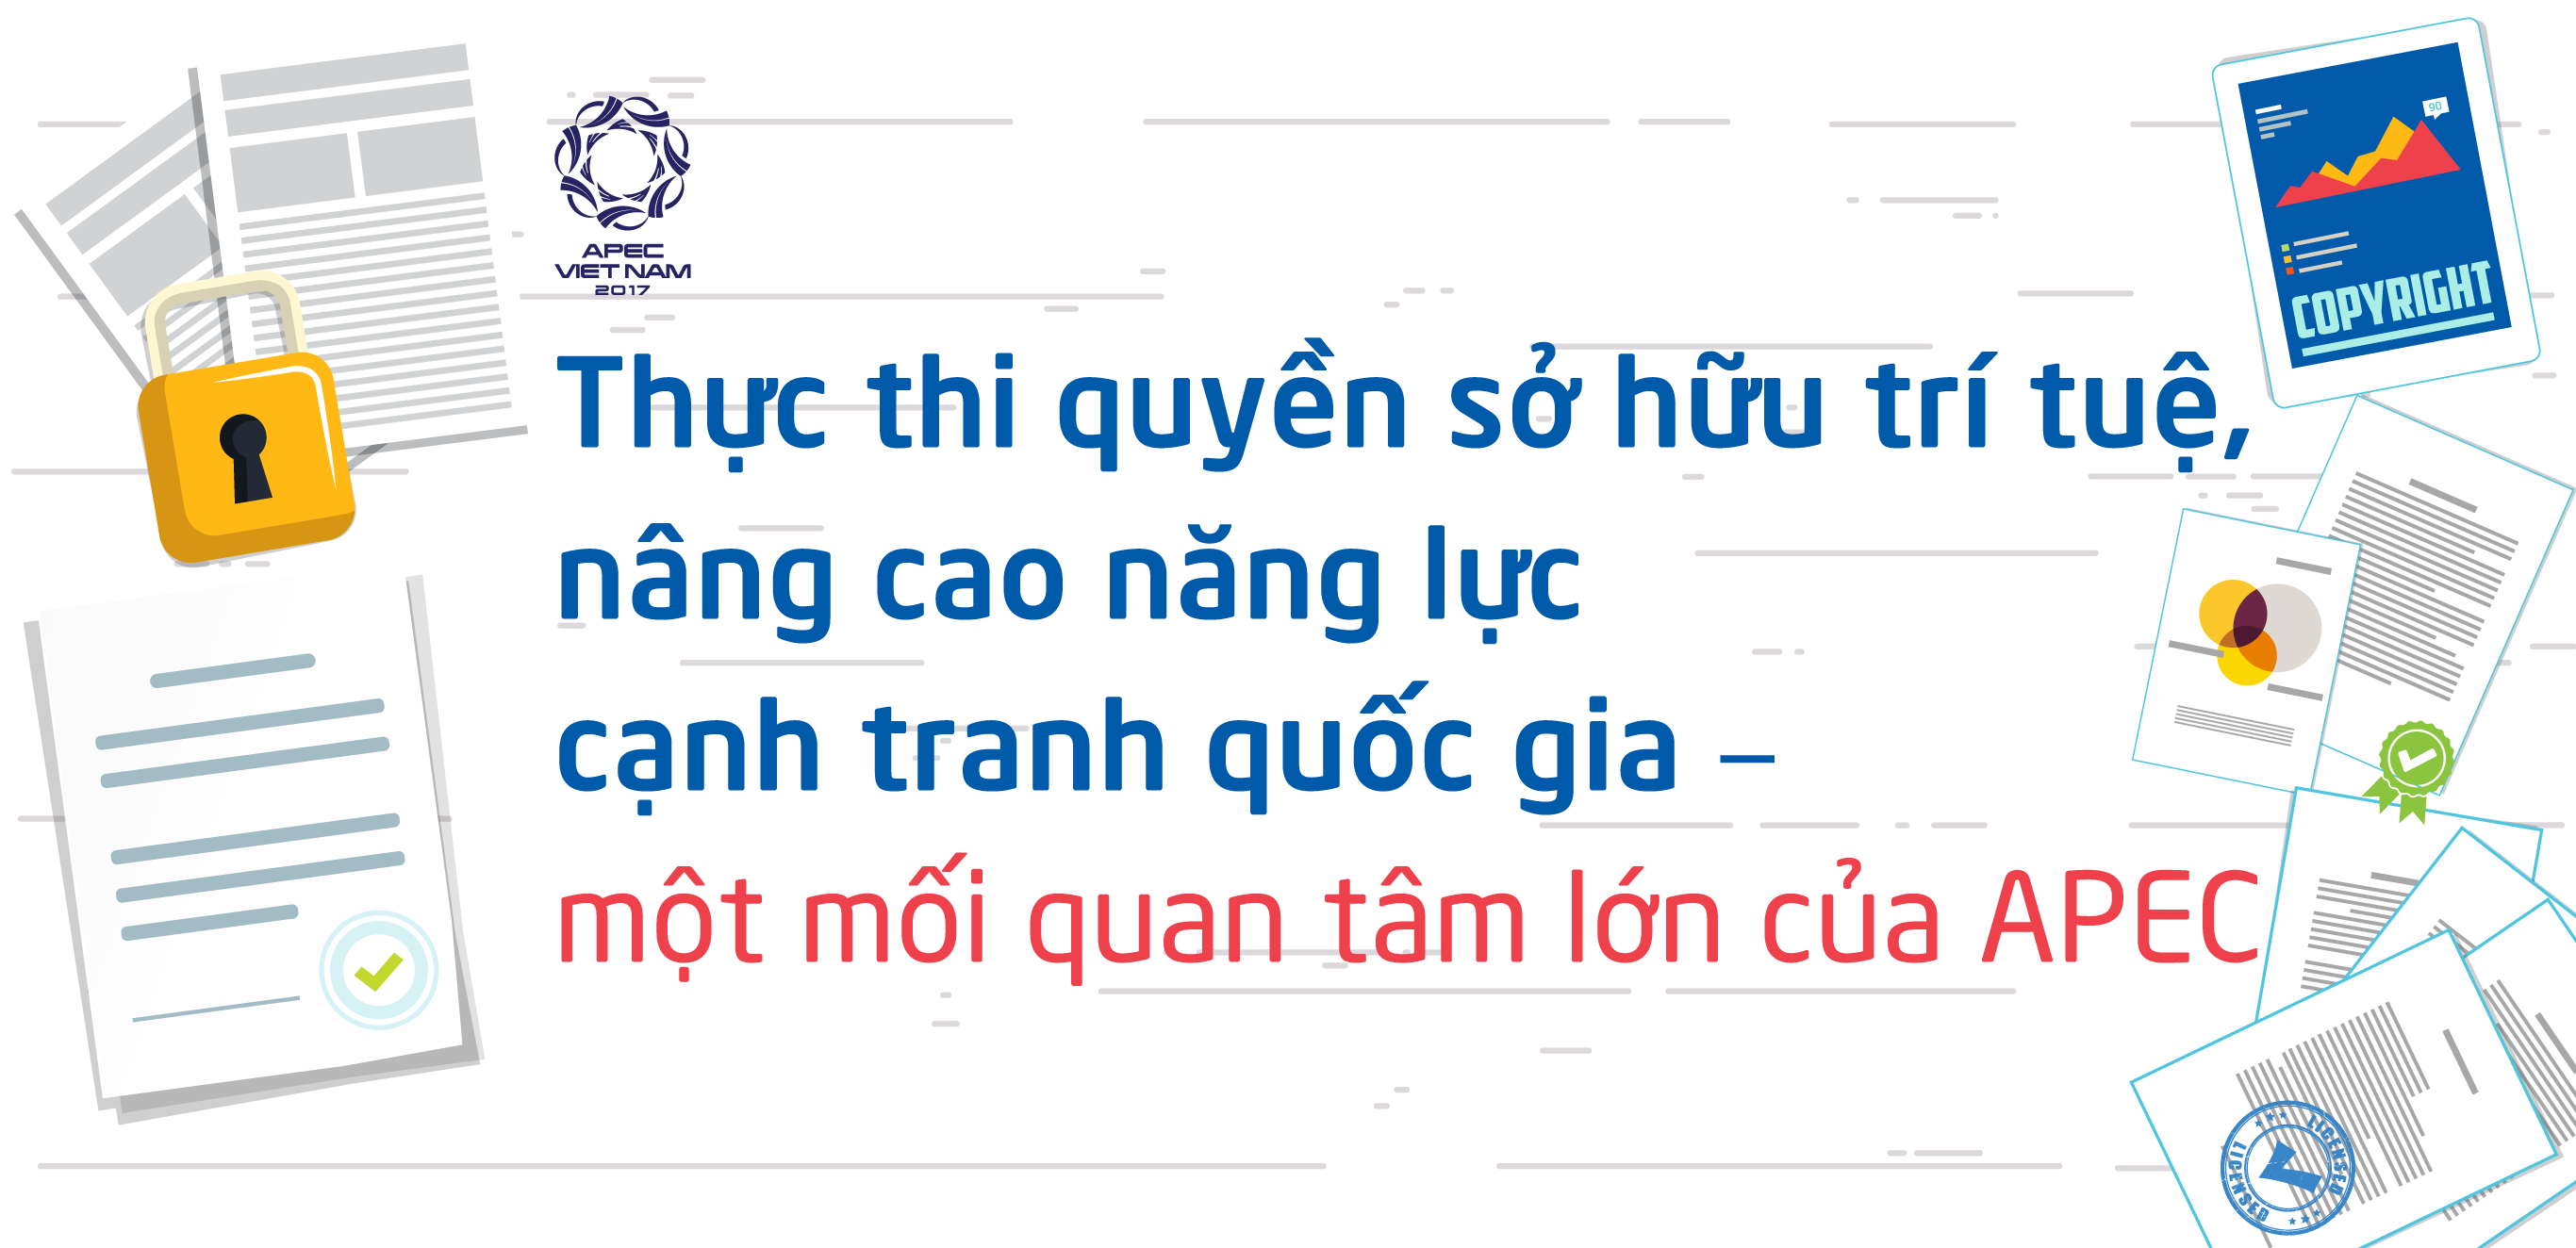 APEC
VIET NAM
2017
90
COPYRIGHT
Thực thi quyền sở hữu trí tuệ,
nâng cao năng lực
cạnh tranh quốc gia –
một mối quan tâm lớn của APEC
LICENSED
LICENSED